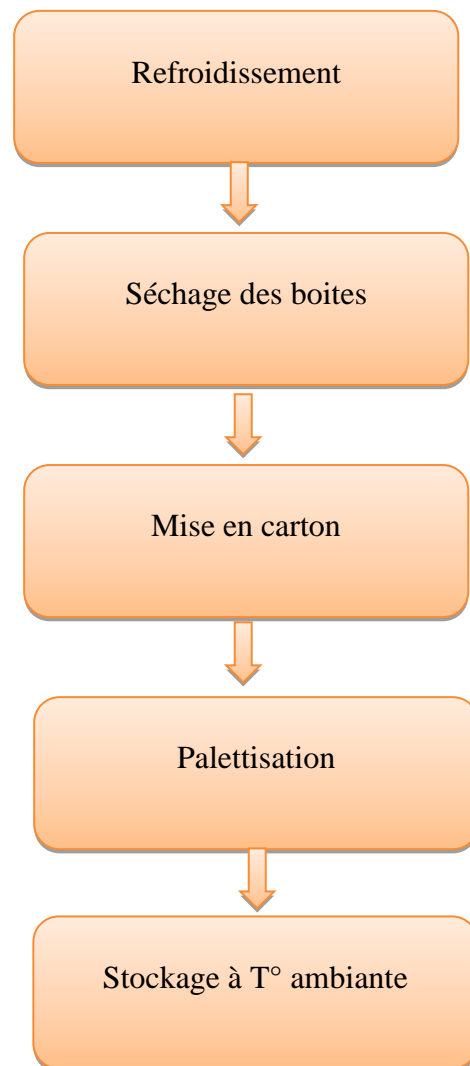 Refroidissement
Séchage des boites
Mise en carton
Palettisation
Stockage à T° ambiante